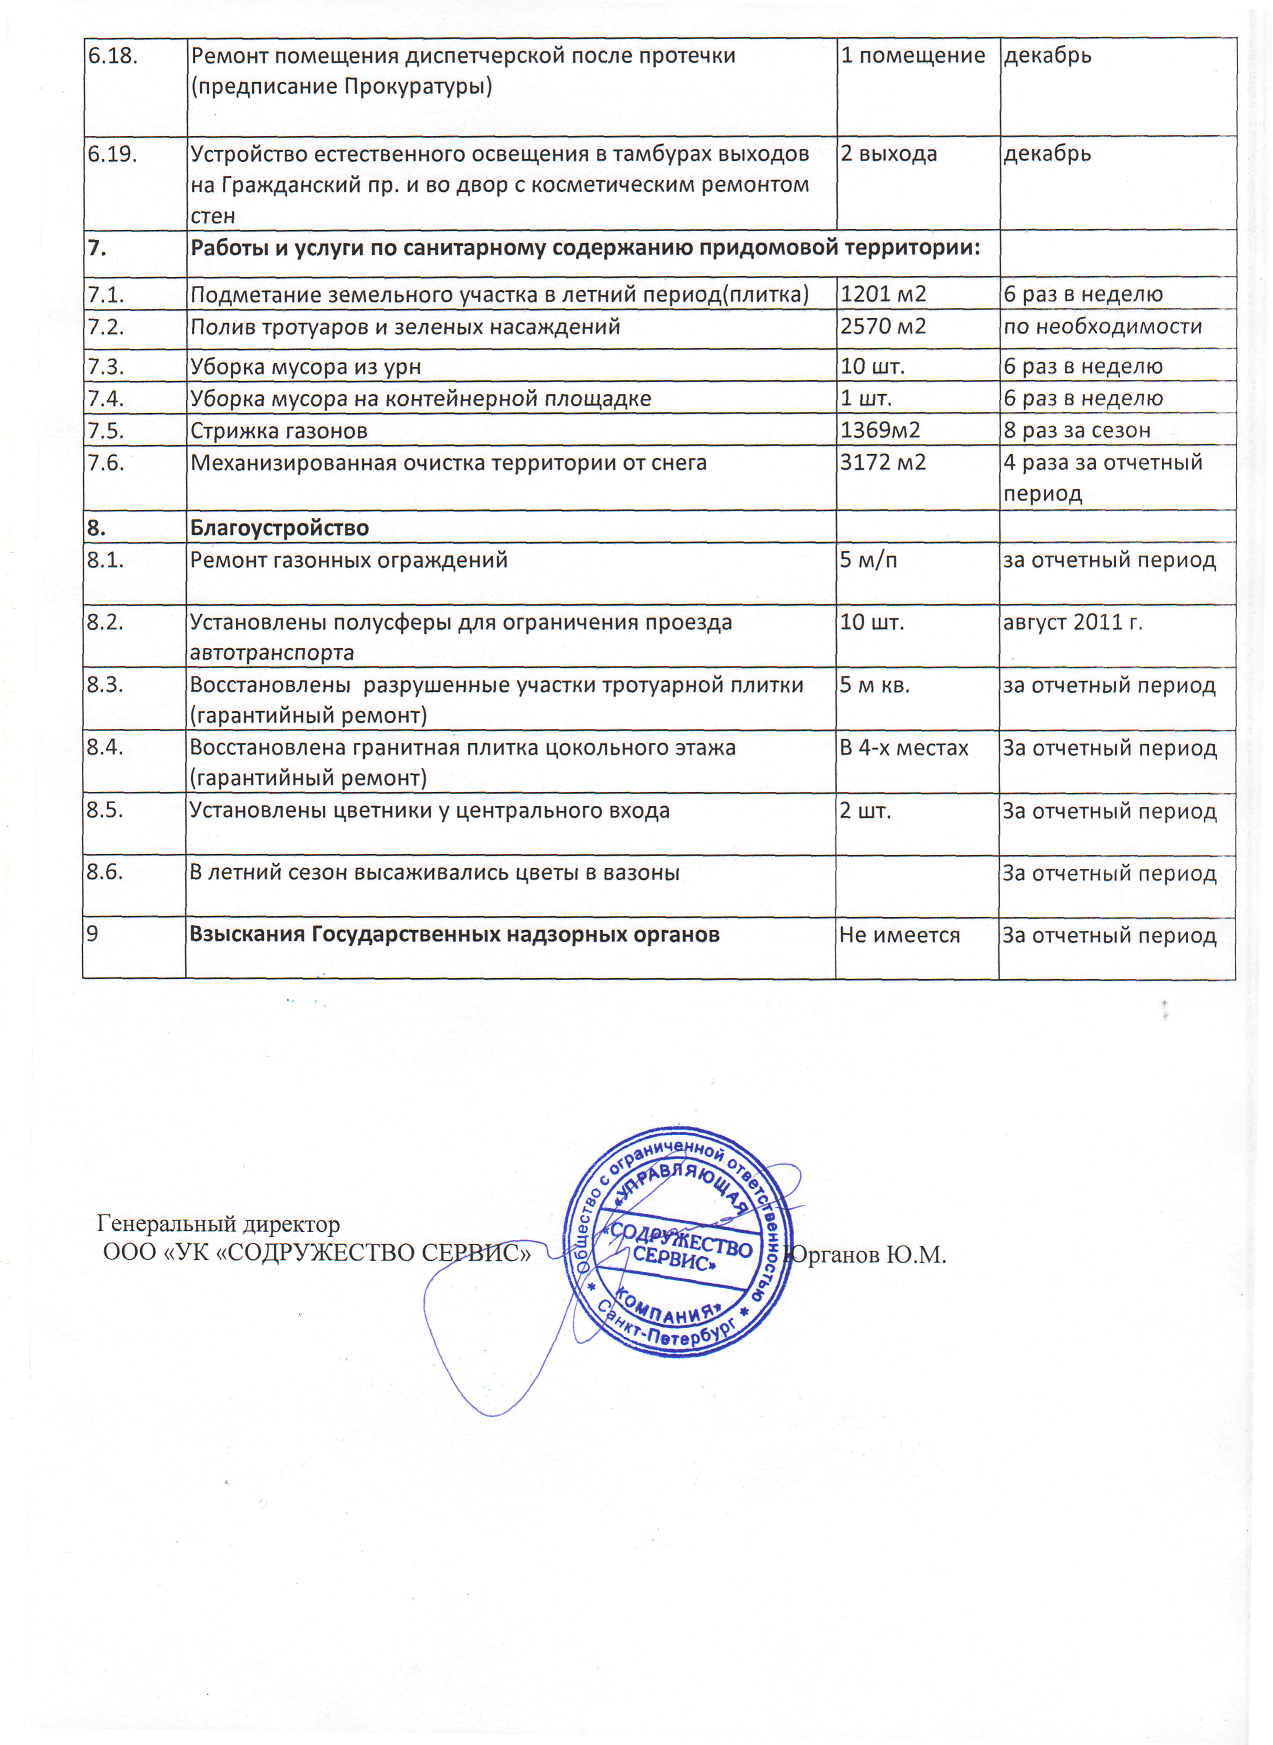 6.18. Ремонт помещения диспетчерской после протечки 1 помещение декабрь
(предписание Прокуратуры)
6.19. Устройство естественного освещения в тамбурах выходов 2 выхода декабрь
на Гражданский пр. и во двор с косметическим ремонтом
стен
7. Работы и услуги по санитарному содержанию придомовой территории:
7.1. Подметание земельного участка в летний период(плитка) 1201 м2 6 раз в неделю
7.2. Полив тротуаров и зеленых насаждений 2570 м2 по необходимости
7.3. Уборка мусора из урн 10 шт. 6 раз в неделю
7.4. Уборка мусора на контейнерной площадке 1 шт. 6 раз в неделю
7.5. Стрижка газонов 1369м2 8 раз за сезон
7.6. Механизированная очистка территории от снега 3172 м2 4 раза за отчетный
период
8. Благоустройство
8.1. Ремонт газонных ограждений 5 м/п за отчетный период
8.2. Установлены полусферы для ограничения проезда 10 шт. август 2011 г.
автотранспорта
8.3. Восстановлены разрушенные участки тротуарной плитки 5 м кв. за отчетный период
(гарантийный ремонт)
8.4. Восстановлена гранитная плитка цокольного этажа В 4-х местах За отчетный период
(гарантийный ремонт)
8.5. Установлены цветники у центрального входа 2 шт. За отчетный период
8.6. В летний сезон высаживались цветы в вазоны За отчетный период
9 Взыскания Государственных надзорных органов Не имеется За отчетный период
Генеральный директор
ООО «УК «СОДРУЖЕСТВО СЕРВИС» Юрганов Ю.М.
Общество с ограниченной ответственностью
«УПРАВЛЯЮЩАЯ
«СОДРУЖЕСТВО
СЕРВИС»
КОМПАНИЯ»
* Санкт-Петербург *